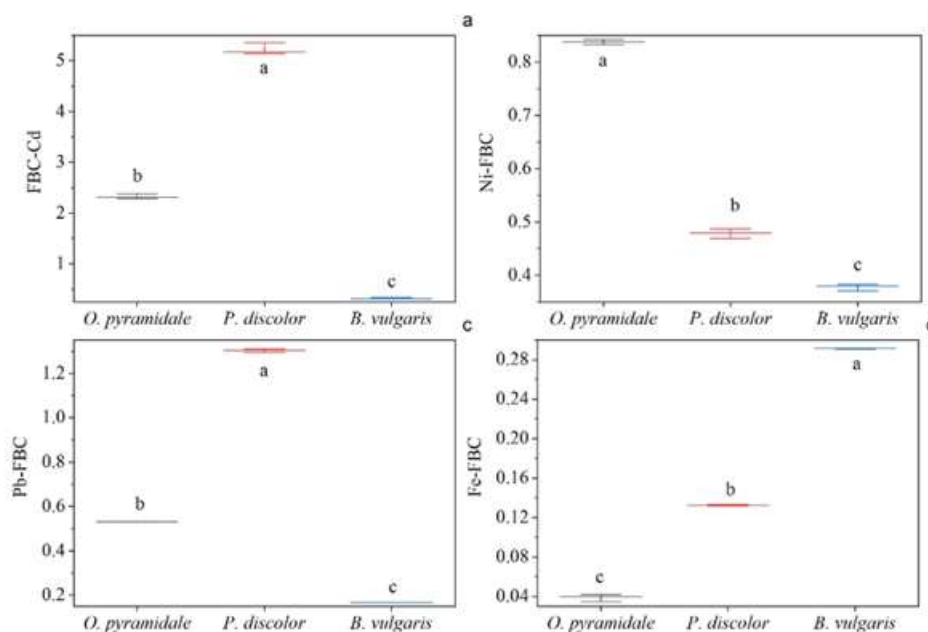 a
FBC-Cd
5
4
3
2
1
b
a
c
O. pyramidale P. discolor B. vulgaris
Ni-FBC
0.8
0.7
0.6
0.5
0.4
a
b
c
O. pyramidale P. discolor B. vulgaris
c
Pb-FBC
1.2
1.0
0.8
0.6
0.4
0.2
b
a
c
O. pyramidale P. discolor B. vulgaris
Fe-FBC
0.28
0.24
0.20
0.16
0.12
0.08
0.04
c
b
a
O. pyramidale P. discolor B. vulgaris